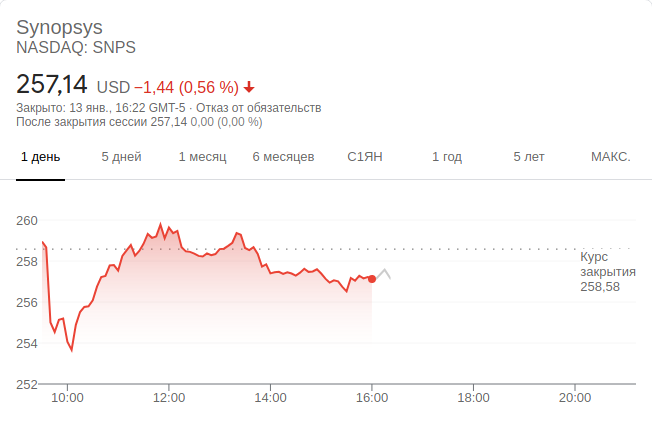 Synopsys
NASDAQ: SNPS
257,14 USD −1,44 (0,56 %)
Закрыто: 13 янв., 16:22 GMT-5 · Отказ от обязательств
После закрытия сессии 257,14 0,00 (0,00 %)
1 день 5 дней 1 месяц 6 месяцев С1ЯН 1 год 5 лет МАКС.
260
258
256
254
252
Курс
закрытия
258,58
10:00 12:00 14:00 16:00 18:00 20:00